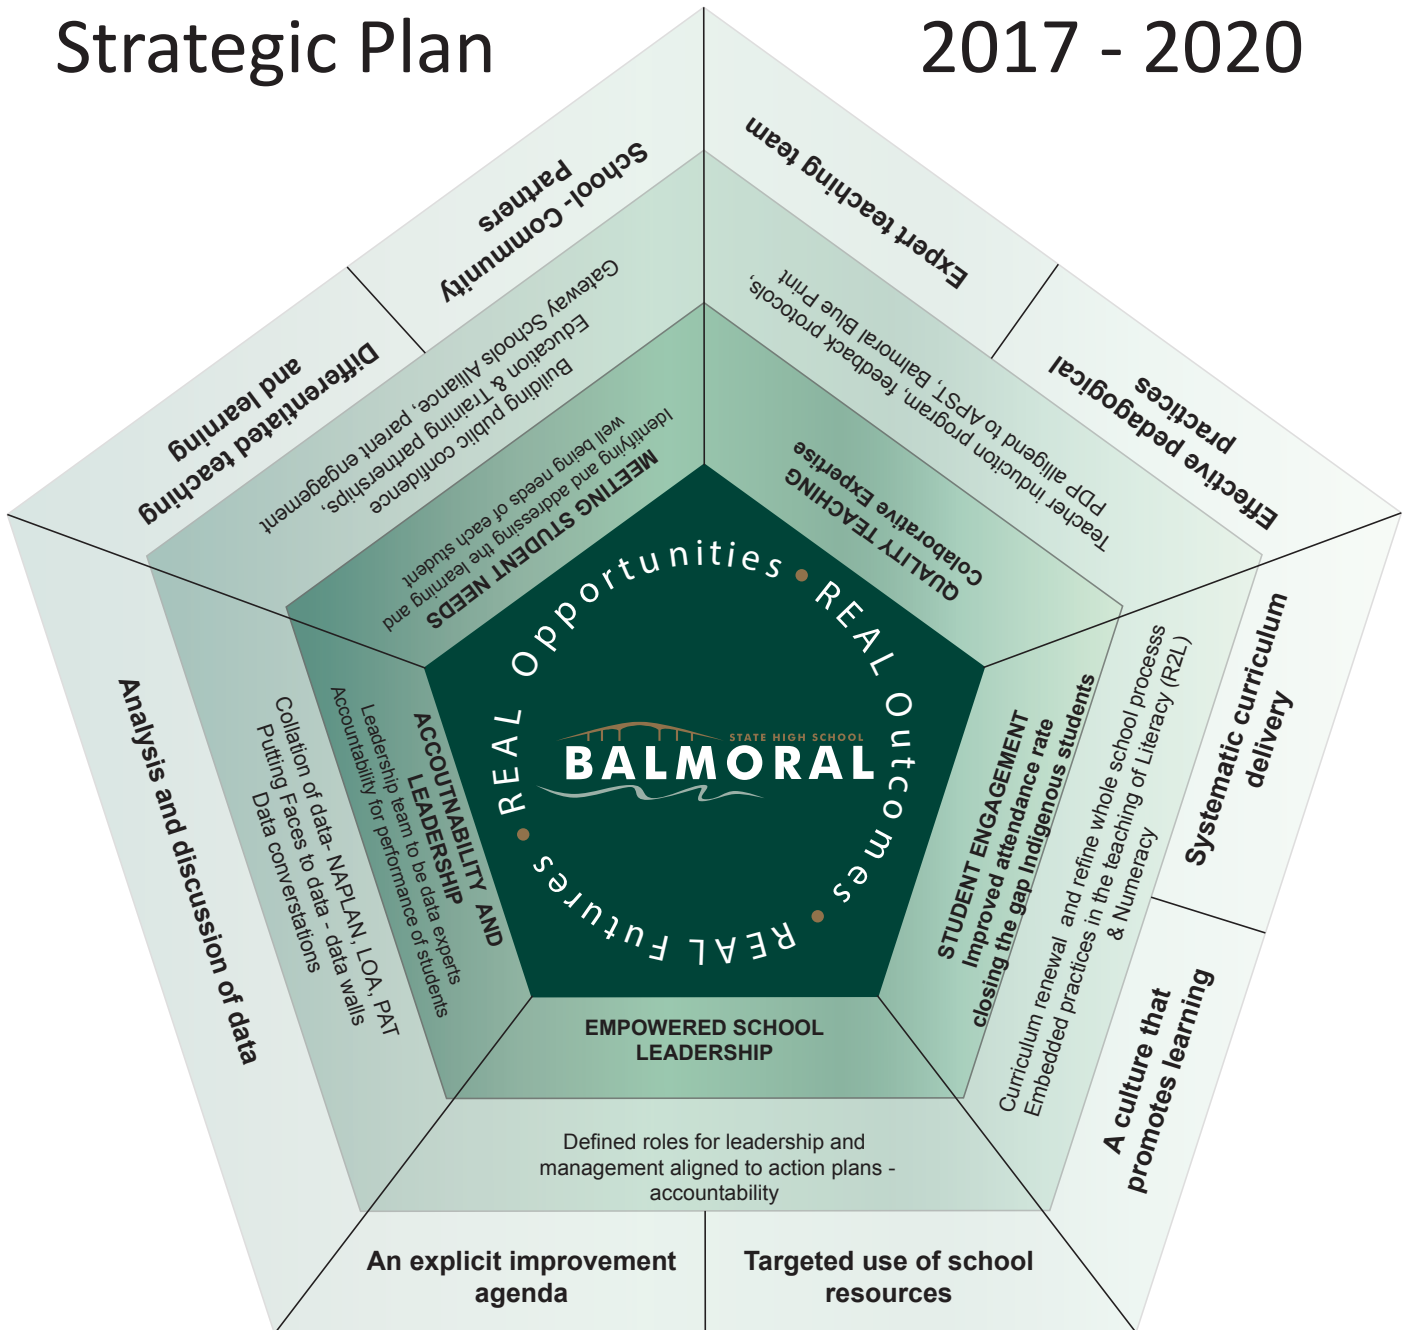 Strategic Plan
2017 - 2020
School- Community
Partners
Differentiated teaching
and learning
Gateway Schools Alliance, parent engagement
Education & Training partnerships,
Building public confidence
MEETING STUDENT NEEDS
Identifying and addressing the learning and
well being needs of each student
Expert teaching team
Effective pedagogical
practices
Teacher induciton program, feedback protocols,
PDP alligend to APST, Balmoral Blue Print
QUALITY TEACHING
Colaborative Expertise
Systematic curriculum
delivery
A culture that
promotes learning
Curriculum renewal and refine whole school processs
Embedded practices in the teaching of Literacy (R2L)
& Numeracy
STUDENT ENGAGEMENT
Improved attendance rate
closing the gap Indigenous students
EMPOWERED SCHOOL
LEADERSHIP
Defined roles for leadership and
management aligned to action plans -
accountability
An explicit improvement
agenda
Targeted use of school
resources
Analysis and discussion of data
Collation of data- NAPLAN, LOA, PAT
Putting Faces to data - data walls
Data converstations
ACCOUTNABILITY AND
LEADERSHIP
Leadership team to be data experts
Accountability for performance of students
REAL Opportunities • REAL Outcomes • REAL Futures •
STATE HIGH SCHOOL
BALMORAL